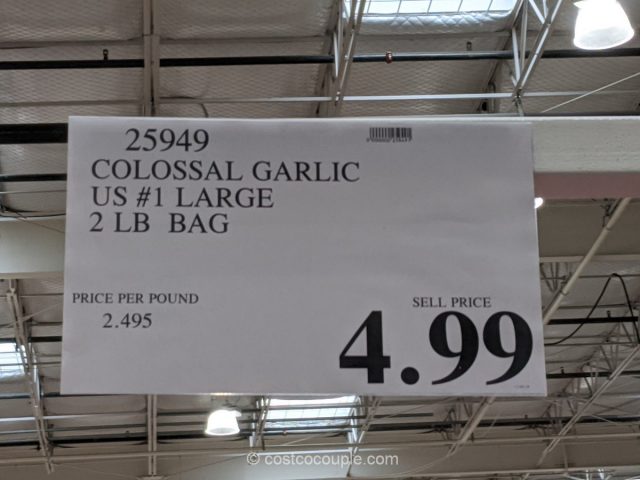 25949
COLOSSAL GARLIC
US #1 LARGE
2 LB BAG
PRICE PER POUND
2.495
SELL PRICE
4.99
© costcocouple.com